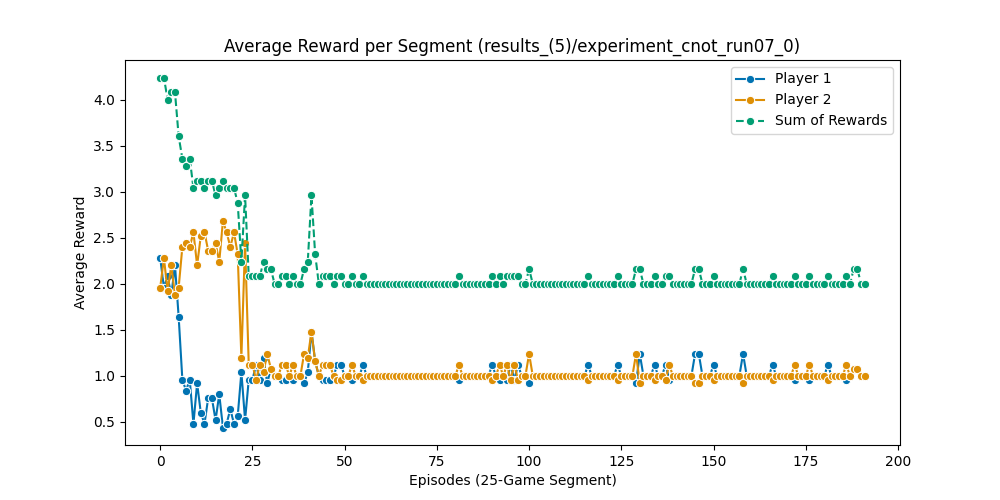 Average Reward per Segment (results_(5)/experiment_cnot_run07_0)
Player 1
Player 2
Sum of Rewards
Average Reward
4.0
3.5
3.0
2.5
2.0
1.5
1.0
0.5
0 25 50 75 100 125 150 175 200
Episodes (25-Game Segment)